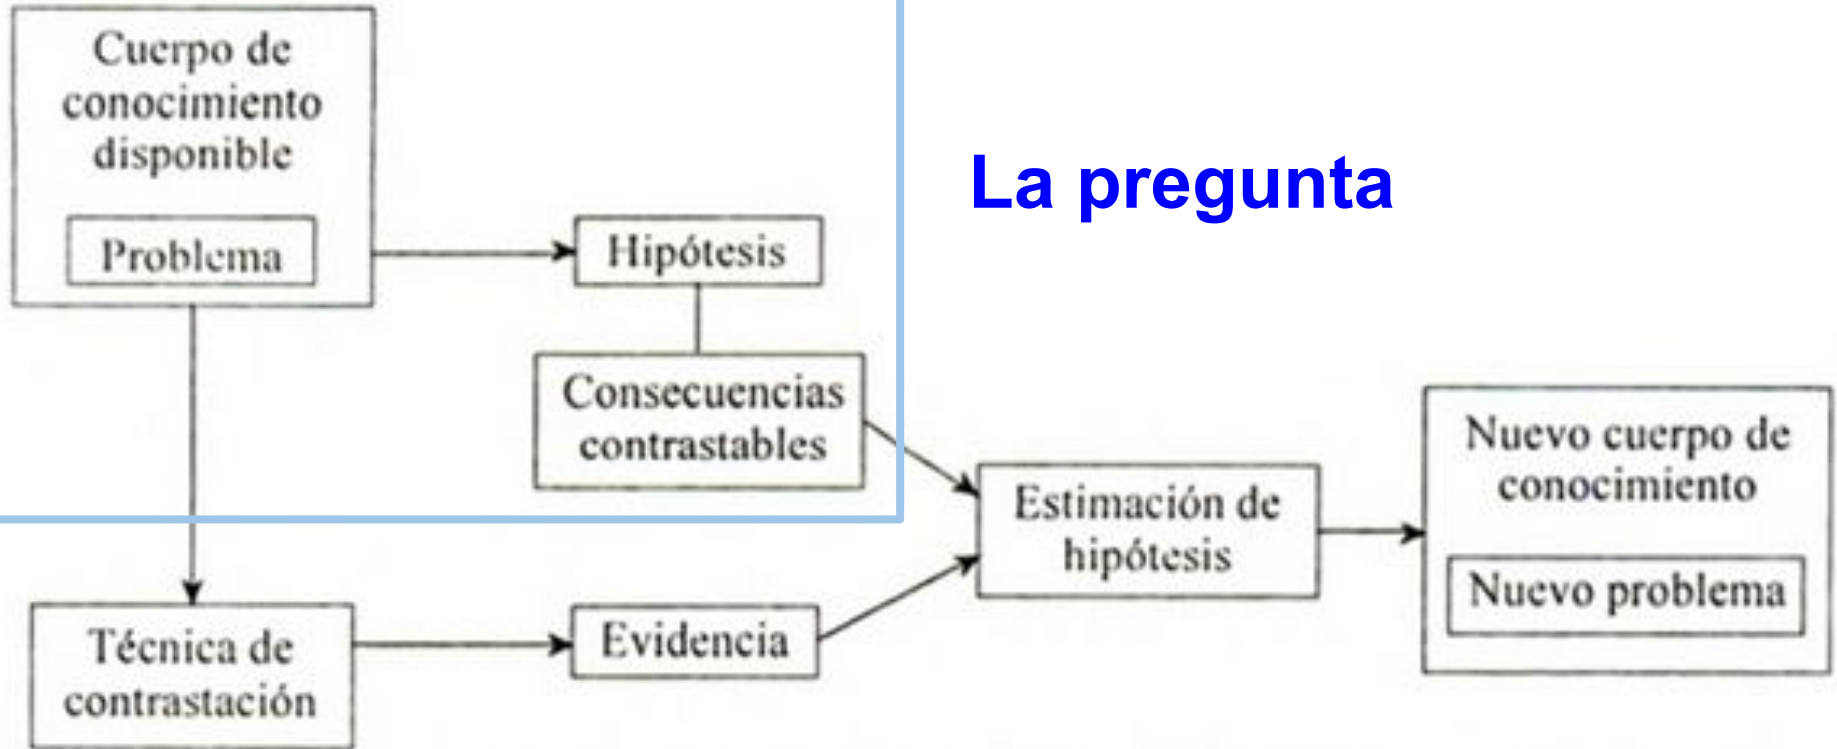 Cuerpo de
conocimiento
disponible
Problema
La pregunta
Hipótesis
Consecuencias
contrastables
Estimación de
hipótesis
Nuevo cuerpo de
conocimiento
Nuevo problema
Técnica de
contrastación
Evidencia